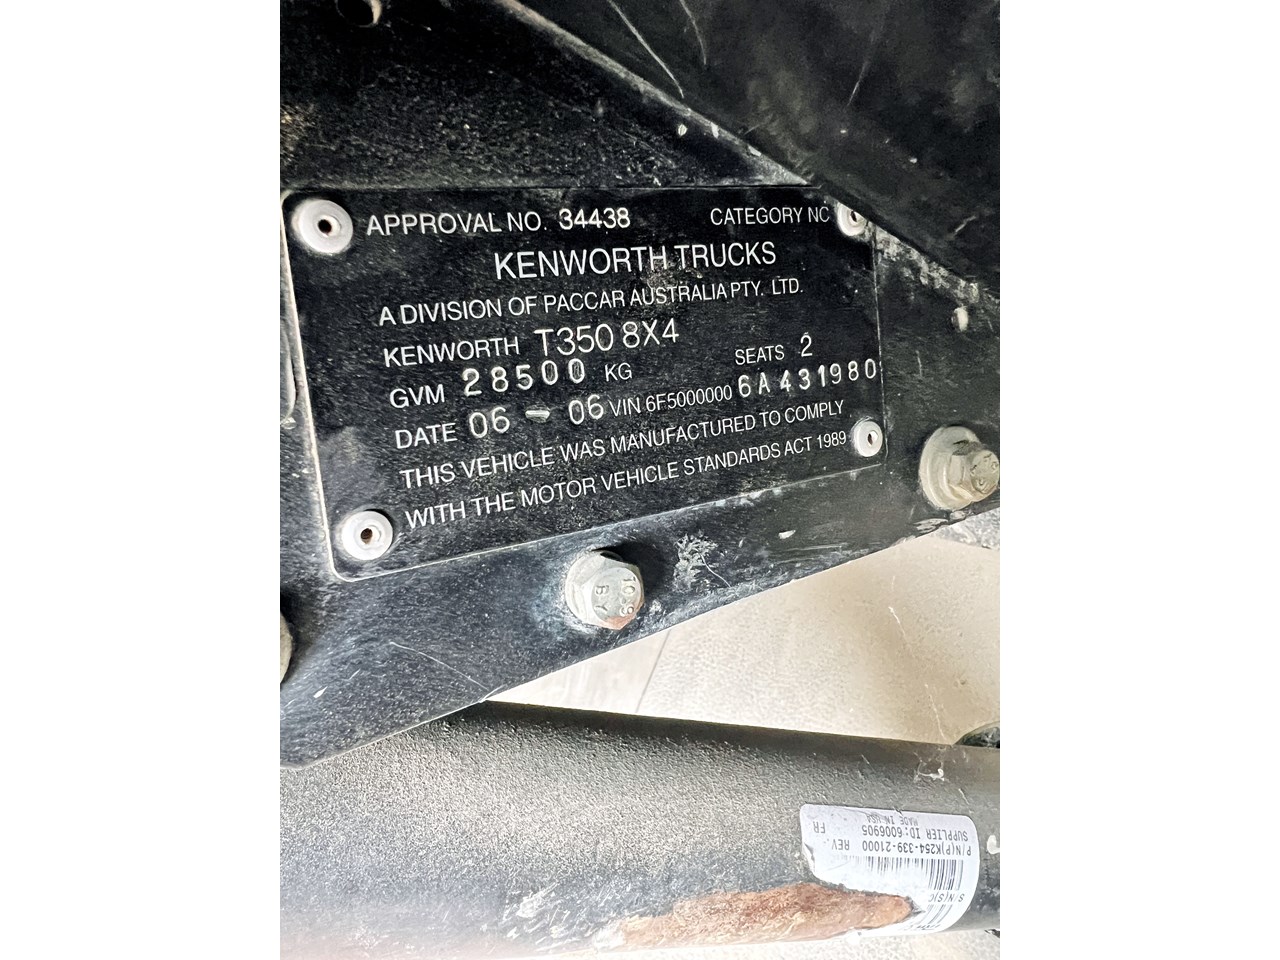 APPROVAL NO. 34438 CATEGORY NC
KENWORTH TRUCKS
A DIVISION OF PACCAR AUSTRALIA PTY. LTD.
KENWORTH T350 8X4
GVM 28500 KG SEATS 2
DATE 06 - 06 VIN 6F5000000 6A431980
THIS VEHICLE WAS MANUFACTURED TO COMPLY
WITH THE MOTOR VEHICLE STANDARDS ACT 1989
10.9
BY
S/N(S)C
P/N(P)K254-339-21000 REV.
SUPPLIER ID:6006905 FR
MADE IN USA